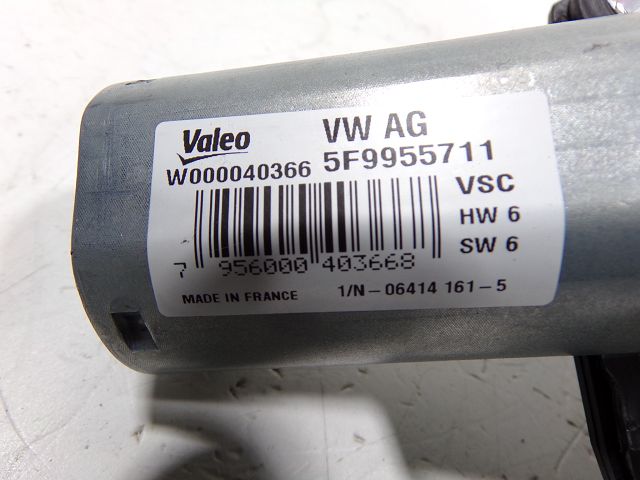 Valeo VW AG
W000040366 5F9955711
VSC
HW 6
SW 6
7 956000 403668
MADE IN FRANCE 1/N-06414 161-5